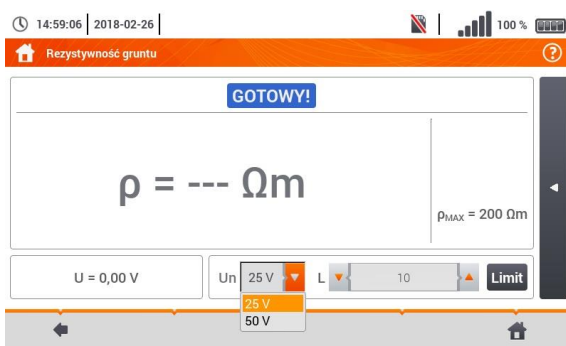 14:59:06 2018-02-26 100 %
Rezystywność gruntu ?
GOTOWY!
ρ = --- Ωm
ρMAX = 200 Ωm
U = 0,00 V Un 25 V L 10 Limit
25 V
50 V